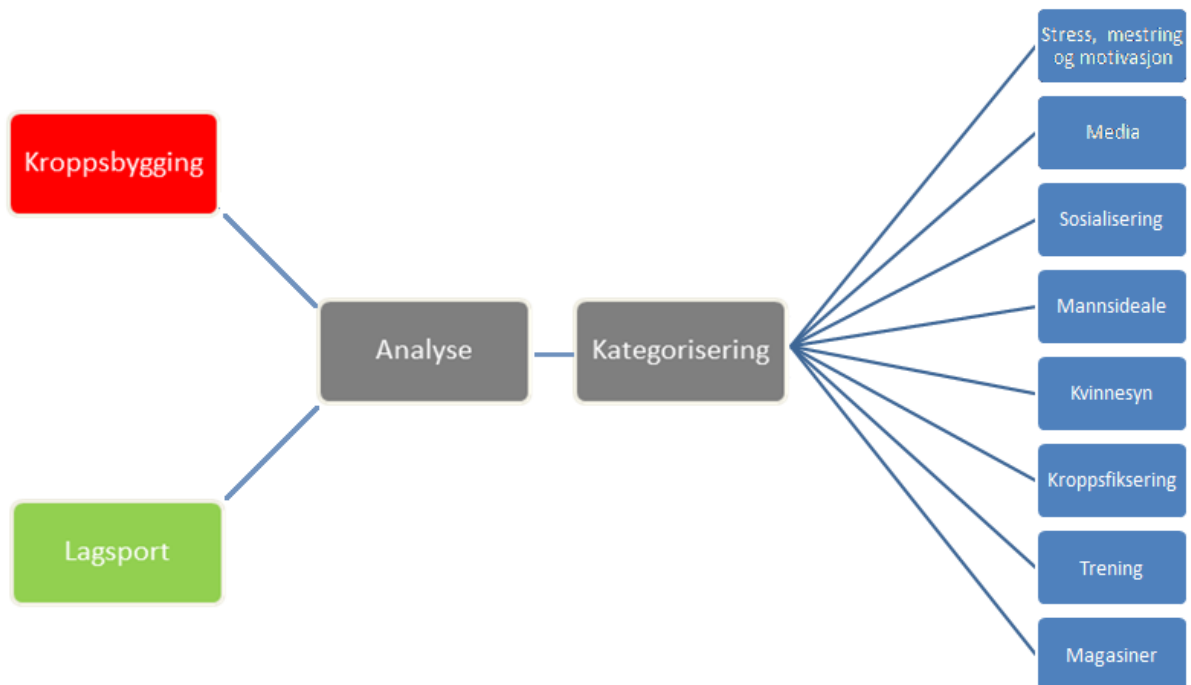 Kroppsbygging
Lagsport
Analyse
Kategorisering
Stress, mestring
og motivasjon
Media
Sosialisering
Mannsideale
Kvinnesyn
Kroppsfiksering
Trening
Magasiner